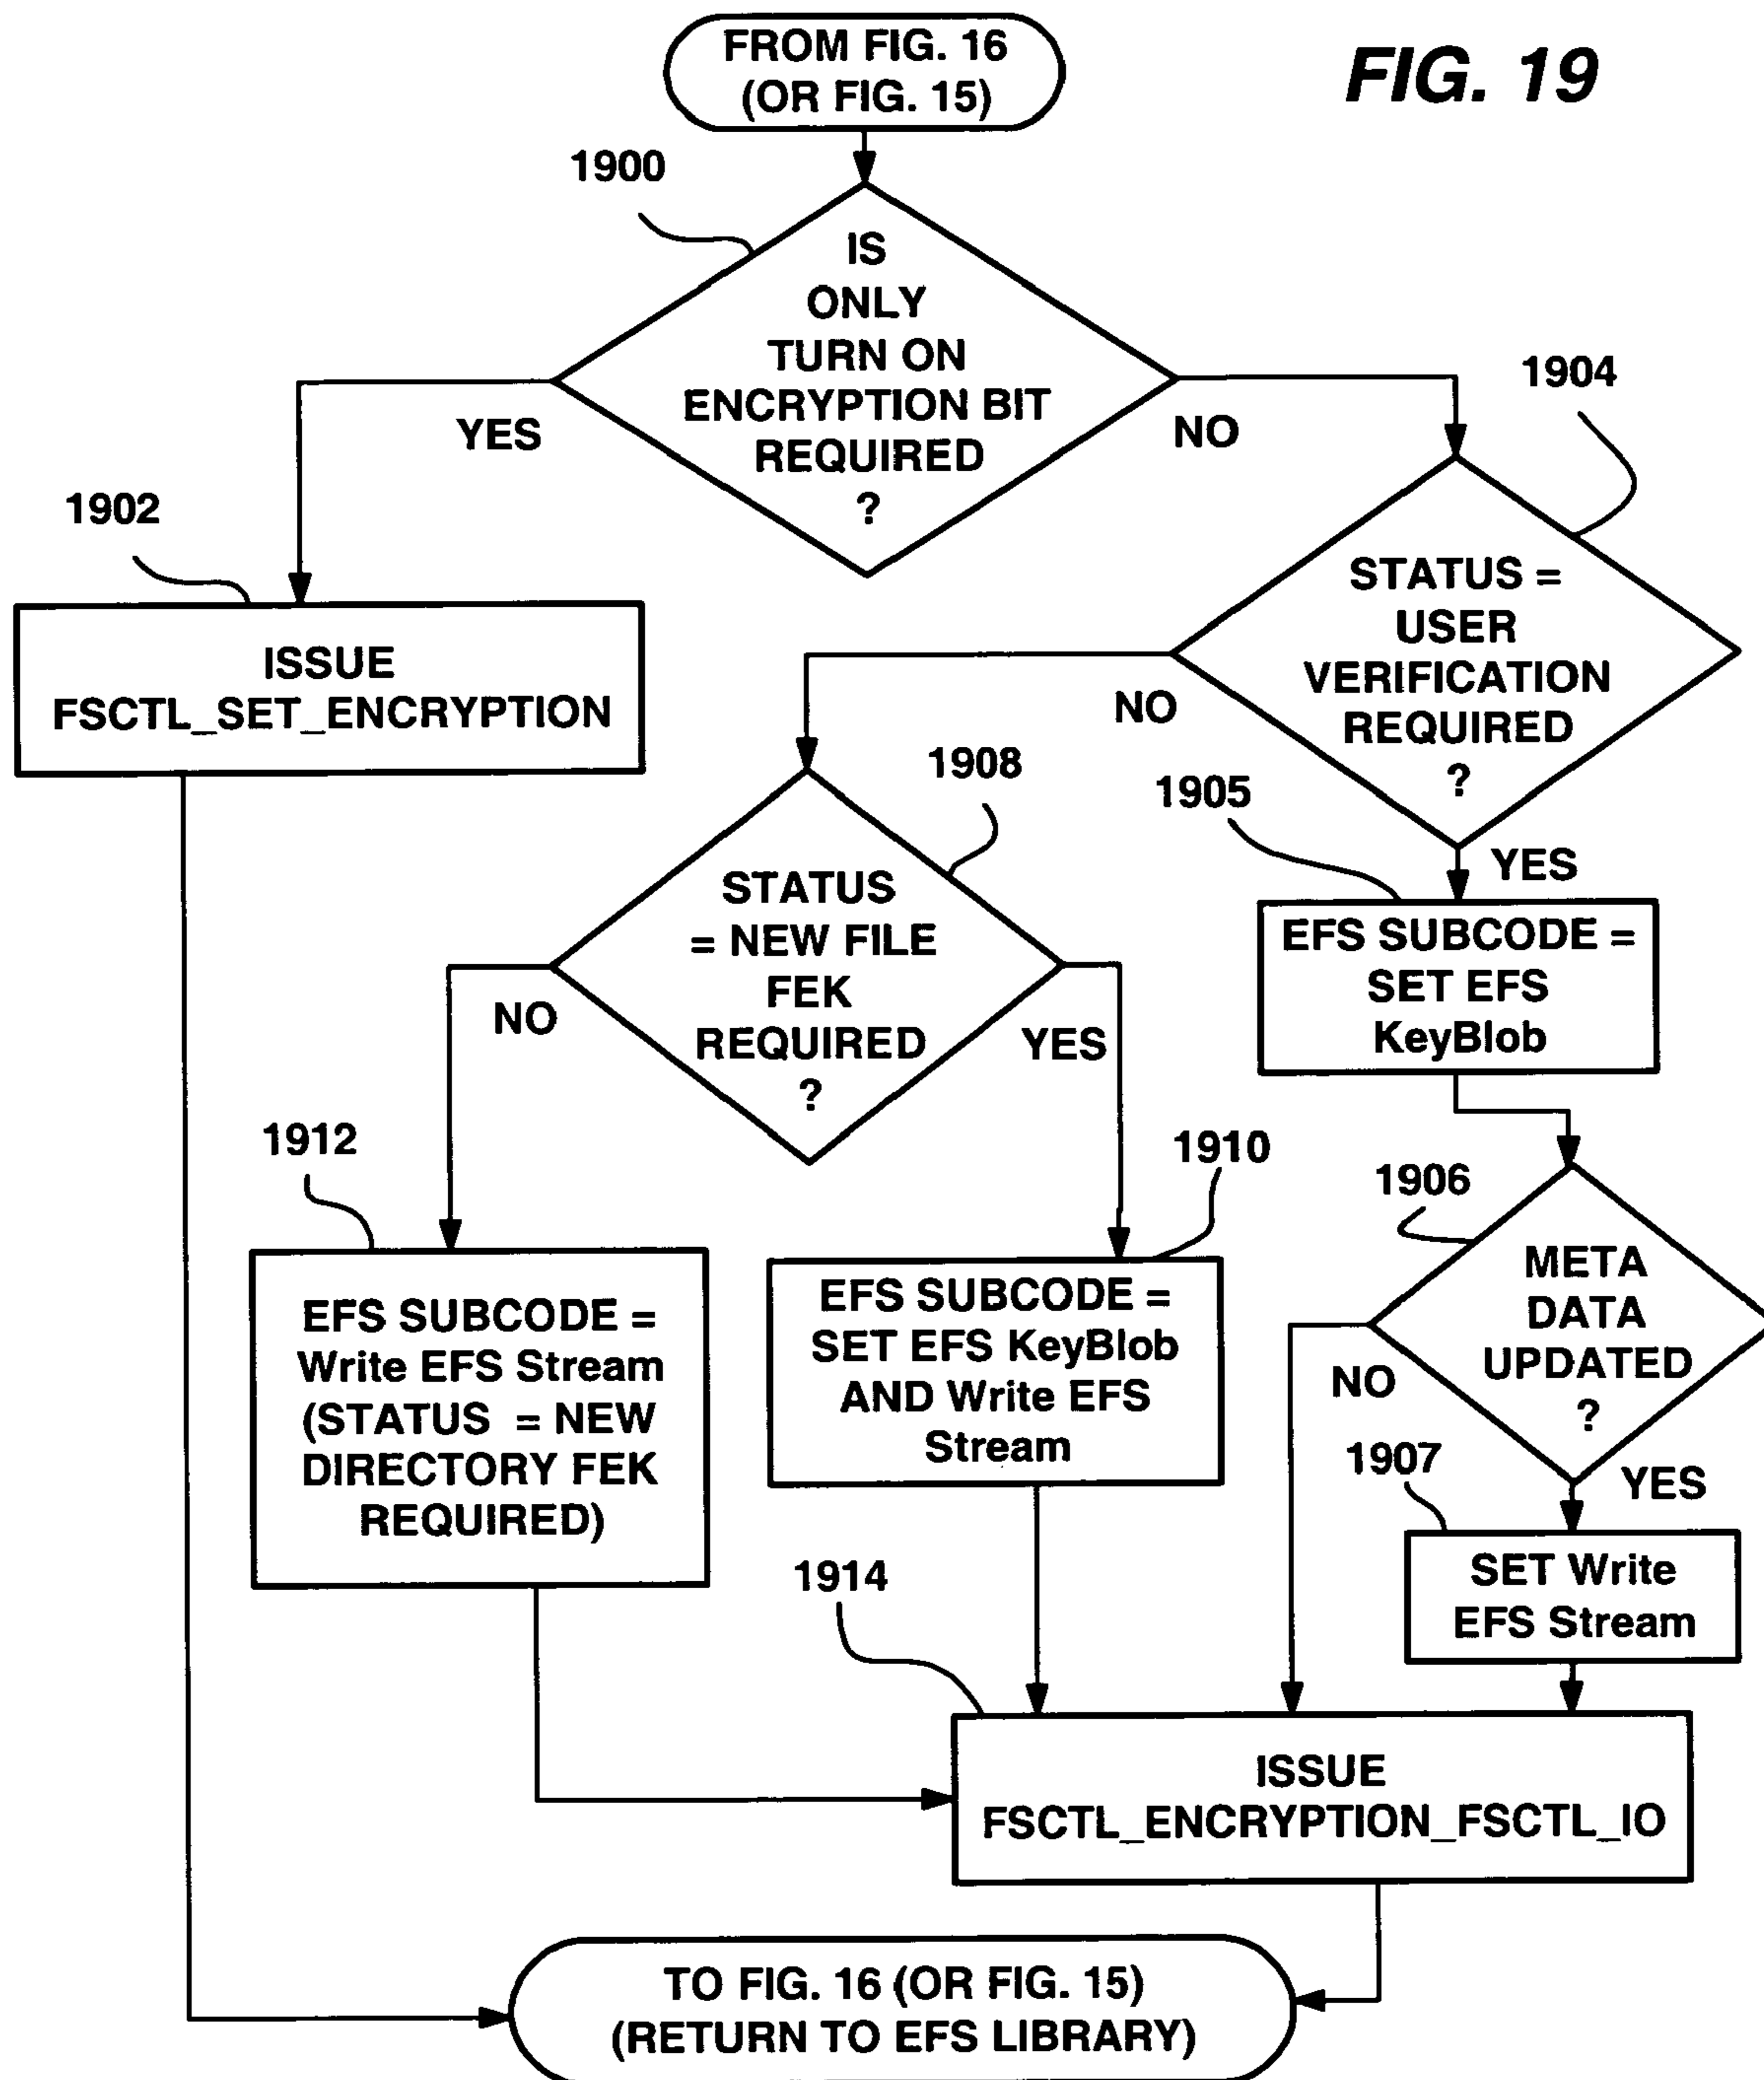 FROM FIG. 16
(OR FIG. 15)
FIG. 19
1900
IS
ONLY
TURN ON
ENCRYPTION BIT
REQUIRED
?
YES
NO
1902
ISSUE
FSCTL_SET_ENCRYPTION
1904
STATUS =
USER
VERIFICATION
REQUIRED
?
NO
YES
1905
EFS SUBCODE =
SET EFS
KeyBlob
1908
STATUS
= NEW FILE
FEK
REQUIRED
?
NO
YES
1912
EFS SUBCODE =
Write EFS Stream
(STATUS = NEW
DIRECTORY FEK
REQUIRED)
1910
EFS SUBCODE =
SET EFS KeyBlob
AND Write EFS
Stream
1906
META
DATA
UPDATED
?
NO
YES
1907
SET Write
EFS Stream
1914
ISSUE
FSCTL_ENCRYPTION_FSCTL_IO
TO FIG. 16 (OR FIG. 15)
(RETURN TO EFS LIBRARY)